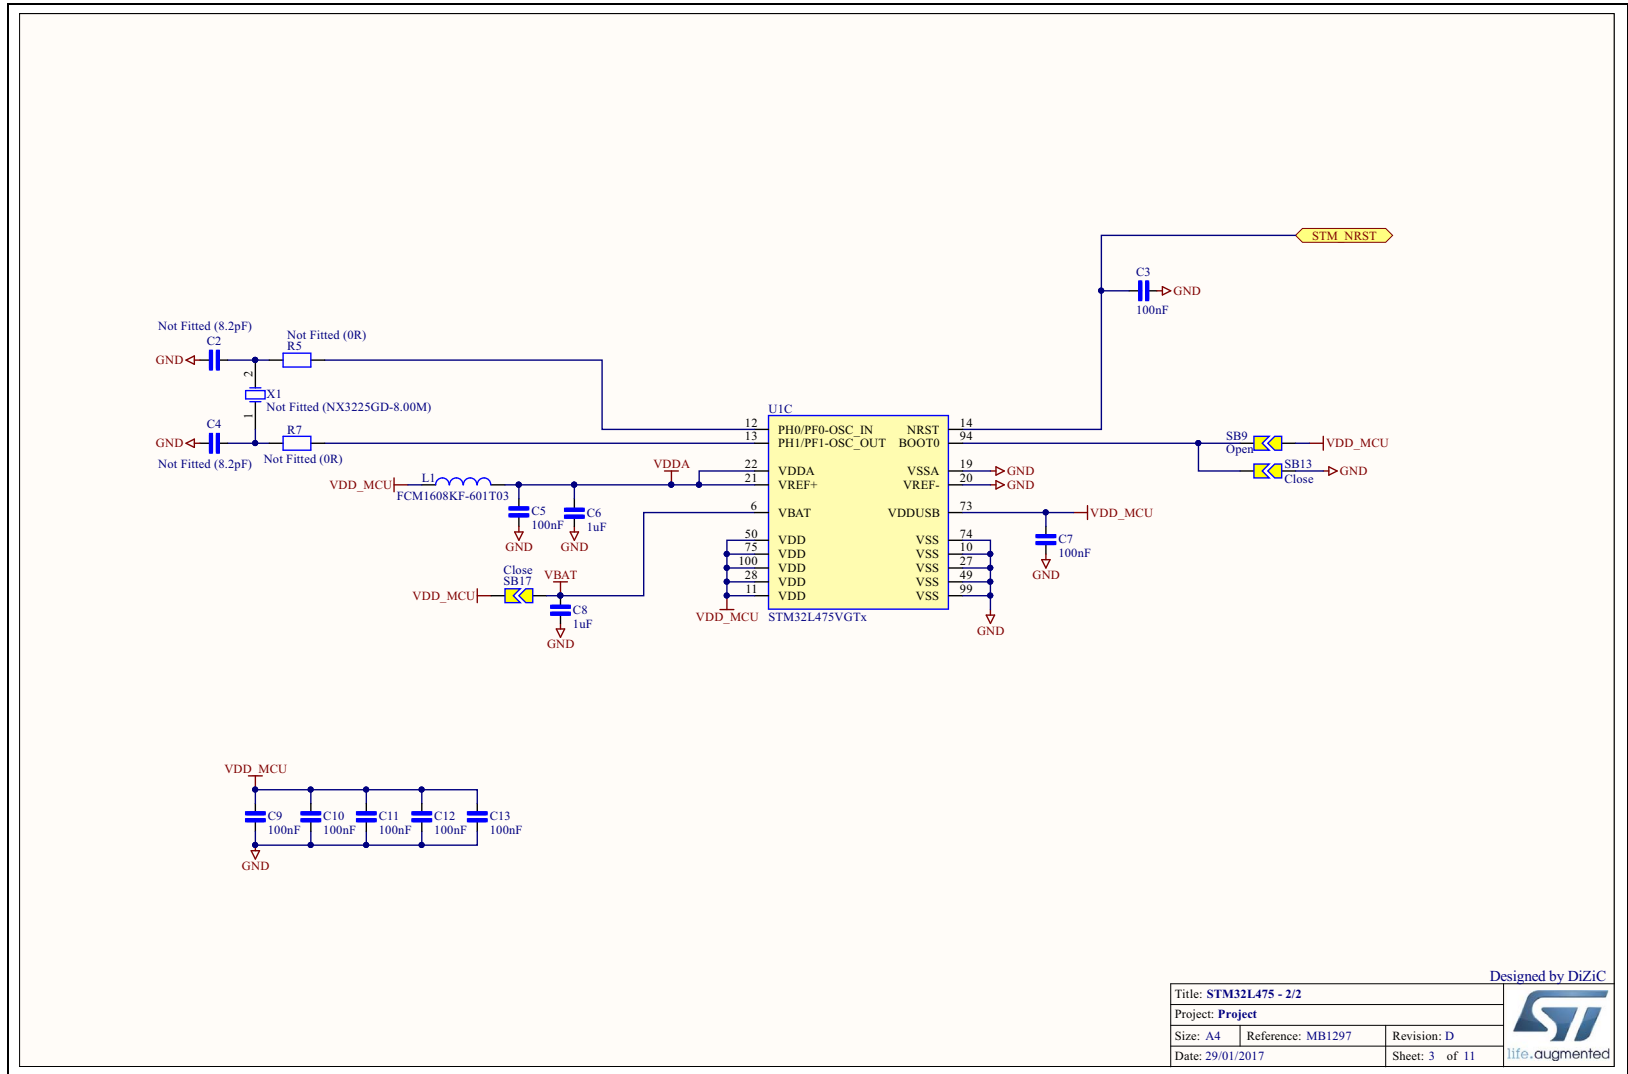 STM_NRST
C3
GND
100nF
Not Fitted (8.2pF)
C2
GND
Not Fitted (0R)
R5
2
X1
Not Fitted (NX3225GD-8.00M)
1
C4
GND
Not Fitted (8.2pF)
R7
Not Fitted (0R)
U1C
12 PH0/PF0-OSC_IN NRST 14
13 PH1/PF1-OSC_OUT BOOT0 94
22 VDDA VSSA 19 GND
21 VREF+ VREF- 20 GND
6 VBAT VDDUSB 73 VDD_MCU
50 VDD VSS 74
75 VDD VSS 10
100 VDD VSS 27
28 VDD VSS 49
11 VDD VSS 99
VDD_MCU STM32L475VGTx
GND
SB9
Open
VDD_MCU
SB13
Close
GND
C7
100nF
GND
VDDA
VDD_MCU
L1
FCM1608KF-601T03
C5
100nF
GND
C6
1uF
GND
Close
SB17
VDD_MCU
VBAT
C8
1uF
GND
VDD_MCU
C9 C10 C11 C12 C13
100nF 100nF 100nF 100nF 100nF
GND
Designed by DiZiC
Title: STM32L475 - 2/2
Project: Project
Size: A4 Reference: MB1297 Revision: D
Date: 29/01/2017 Sheet: 3 of 11
ST
life.augmented